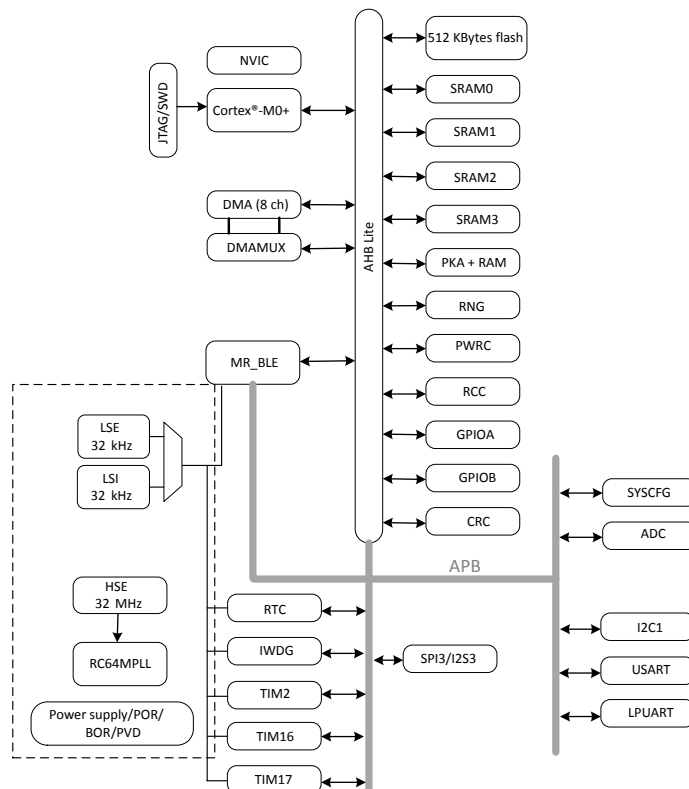 512 KBytes flash
NVIC
JTAG/SWD
Cortex®-M0+
SRAM0
SRAM1
SRAM2
DMA (8 ch)
SRAM3
DMAMUX
AHB Lite
PKA + RAM
RNG
PWRC
MR_BLE
RCC
LSE
32 kHz
GPIOA
LSI
32 kHz
GPIOB
SYSCFG
CRC
ADC
APB
HSE
32 MHz
RTC
I2C1
IWDG
SPI3/I2S3
RC64MPLL
USART
TIM2
LPUART
Power supply/POR/
BOR/PVD
TIM16
TIM17